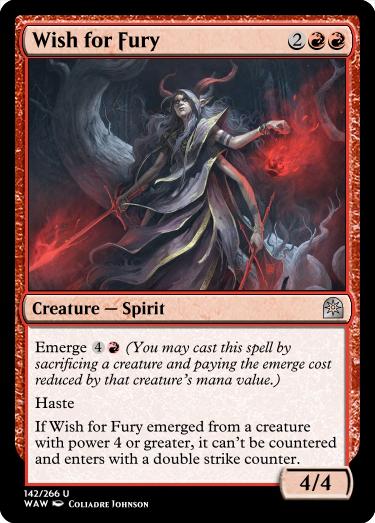 Wish for Fury 2RR
Creature — Spirit
Emerge 4R (You may cast this spell by
sacrificing a creature and paying the emerge cost
reduced by that creature's mana value.)
Haste
If Wish for Fury emerged from a creature
with power 4 or greater, it can't be countered
and enters with a double strike counter.
4/4
142/266 U
WAW COLIADRE JOHNSON